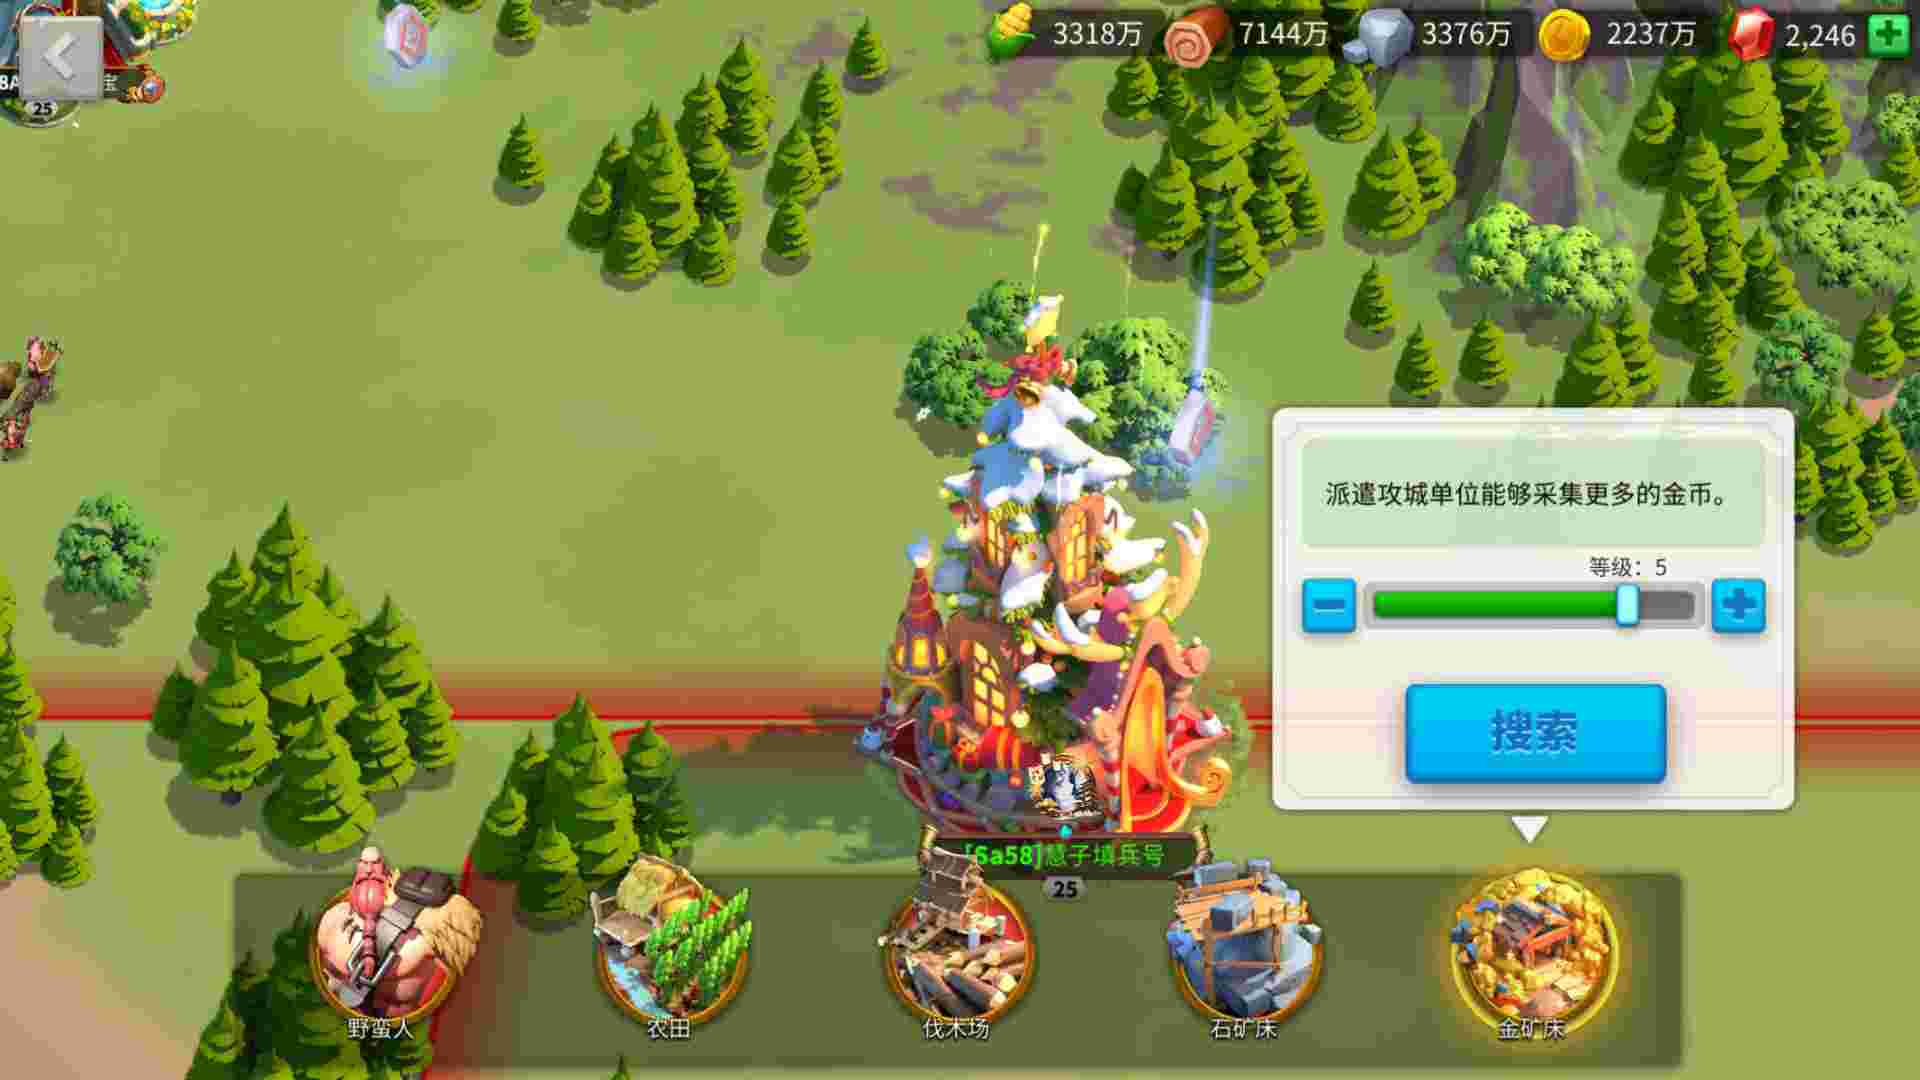 3318万
7144万
3376万
2237万
2,246
25
派遣攻城单位能够采集更多的金币。
等级：5
搜索
[Sa58]慧子填兵号
25
野蛮人
农田
伐木场
石矿床
金矿床